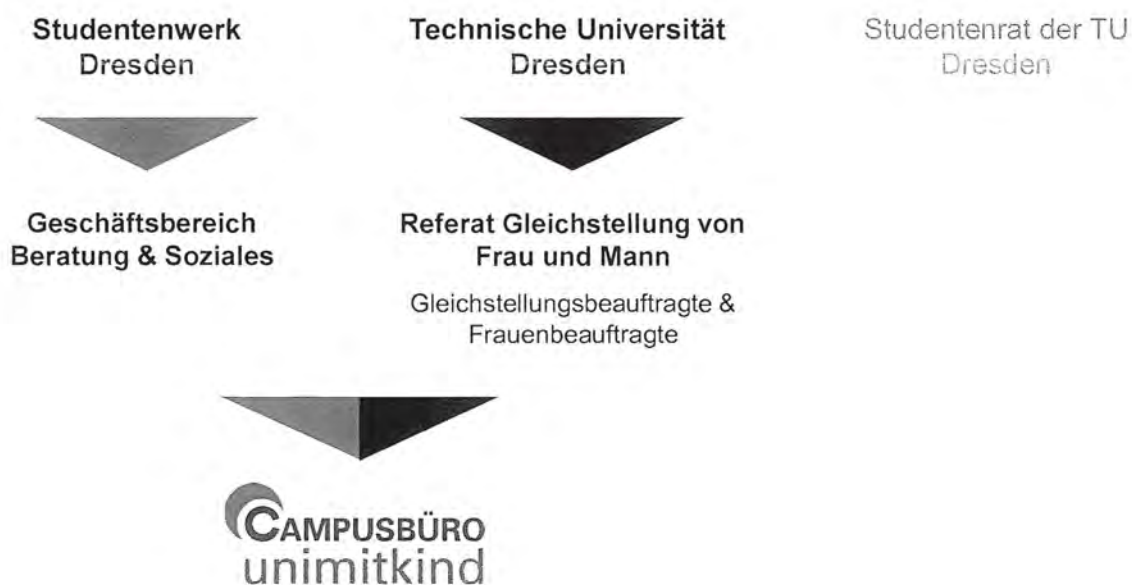 Studentenwerk
Dresden
Technische Universität
Dresden
Studentenrat der TU
Dresden
Geschäftsbereich
Beratung & Soziales
Referat Gleichstellung von
Frau und Mann
Gleichstellungsbeauftragte &
Frauenbeauftragte
CAMPUSBÜRO
unimitkind